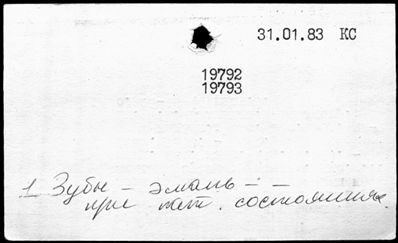 31.01.83 КС
19792
19793
1 Зубы – эмаль – –
при пат. состояниях